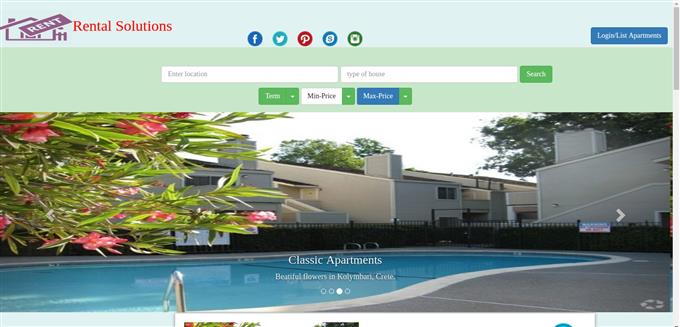 RENT
Rental Solutions
Login/List Apartments
Enter location
type of house
Search
Term
Min-Price
Max-Price
WARNING
Classic Apartments
Beatiful flowers in Kolymbari, Crete.